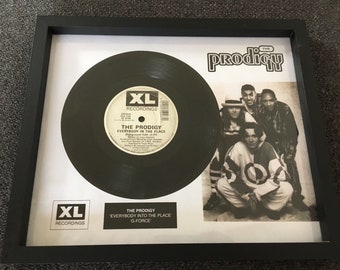 THE
prodigy
XL
RECORDINGS
THE PRODIGY
EVERYBODY IN THE PLACE
XL
RECORDINGS
THE PRODIGY
'EVERYBODY INTO THE PLACE'
'G-FORCE'